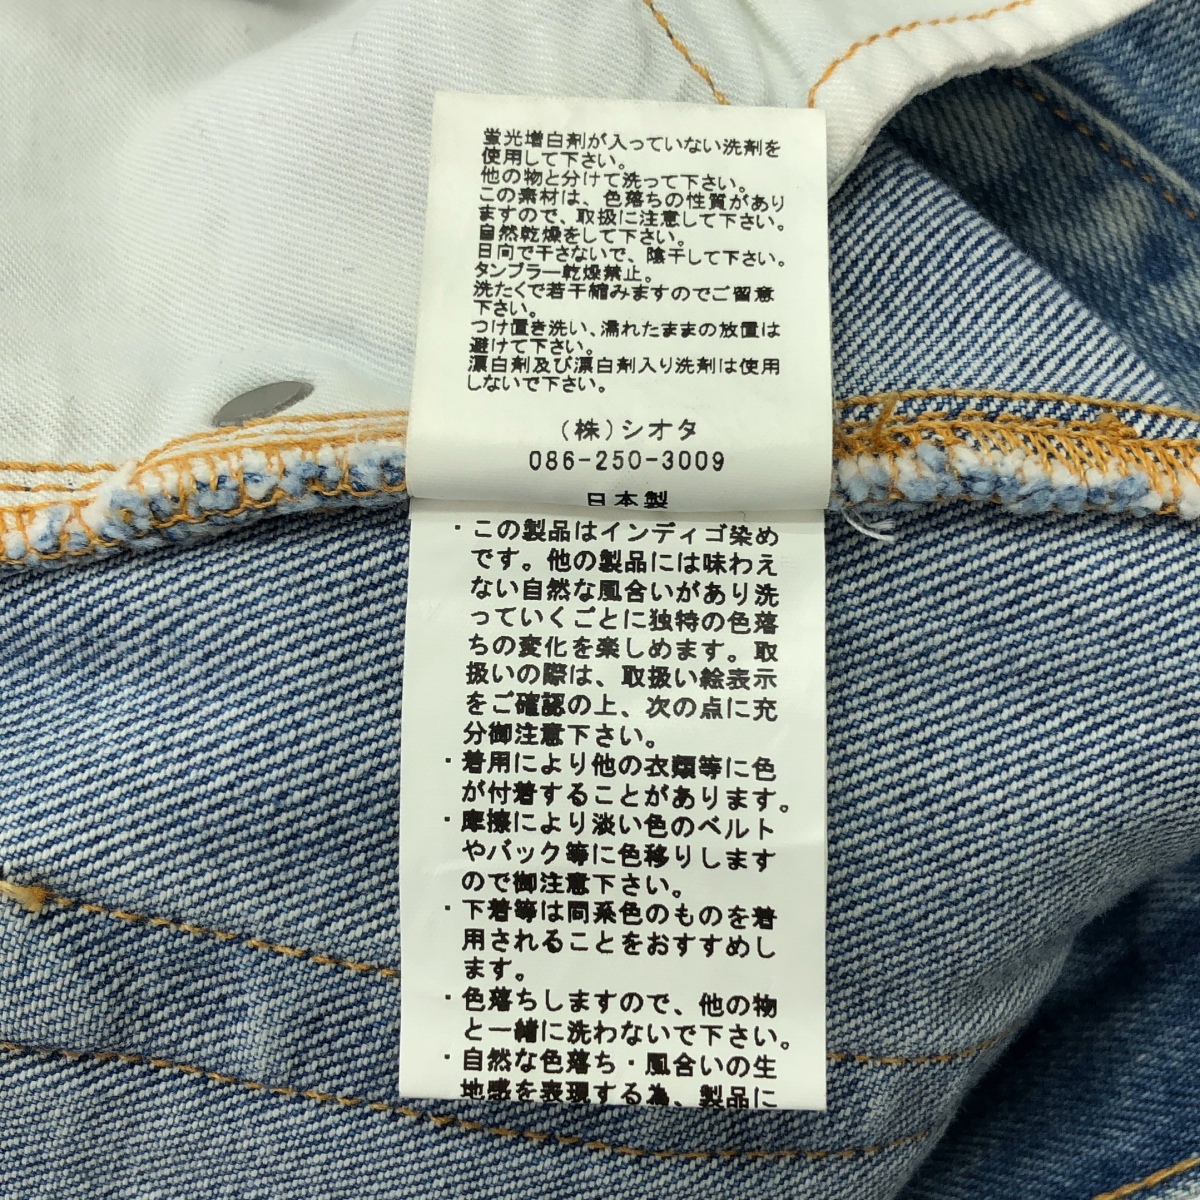 蛍光増白剤が入っていない洗剤を
使用して下さい。
他の物と分けて洗って下さい。
この素材は、色落ちの性質があり
ますので、取扱に注意して下さい。
自然乾燥をして下さい。
日向で干さないで、陰干して下さい。
タンブラー乾燥禁止。
洗たくで若干縮みますのでご留意
下さい。
つけ置き洗い、濡れたままの放置は
避けて下さい。
漂白剤及び漂白剤入り洗剤は使用
しないで下さい。
(株)シオタ
086-250-3009
日本製
・この製品はインディゴ染め
です。他の製品には味わえ
ない自然な風合いがあり洗
っていくごとに独特の色落
ちの変化を楽しめます。取
扱いの際は、取扱い絵表示
をご確認の上、次の点に充
分御注意下さい。
・着用により他の衣類等に色
が付着することがあります。
・摩擦により淡い色のベルト
やバック等に色移りします
ので御注意下さい。
・下着等は同系色のものを着
用されることをおすすめし
ます。
・色落ちしますので、他の物
と一緒に洗わないで下さい。
・自然な色落ち・風合いの生
地感を表現する為、製品に